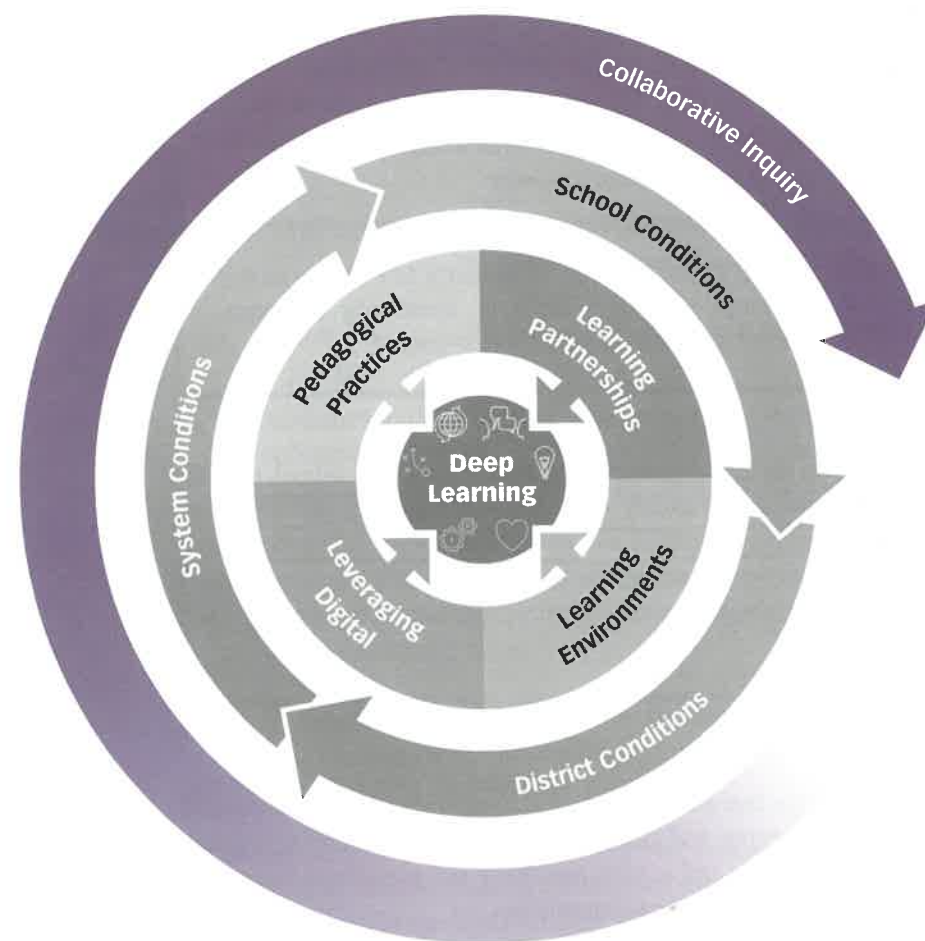 Collaborative Inquiry
School Conditions
System Conditions
District Conditions
Pedagogical
Practices
Learning
Partnerships
Leveraging
Digital
Learning
Environments
Deep
Learning